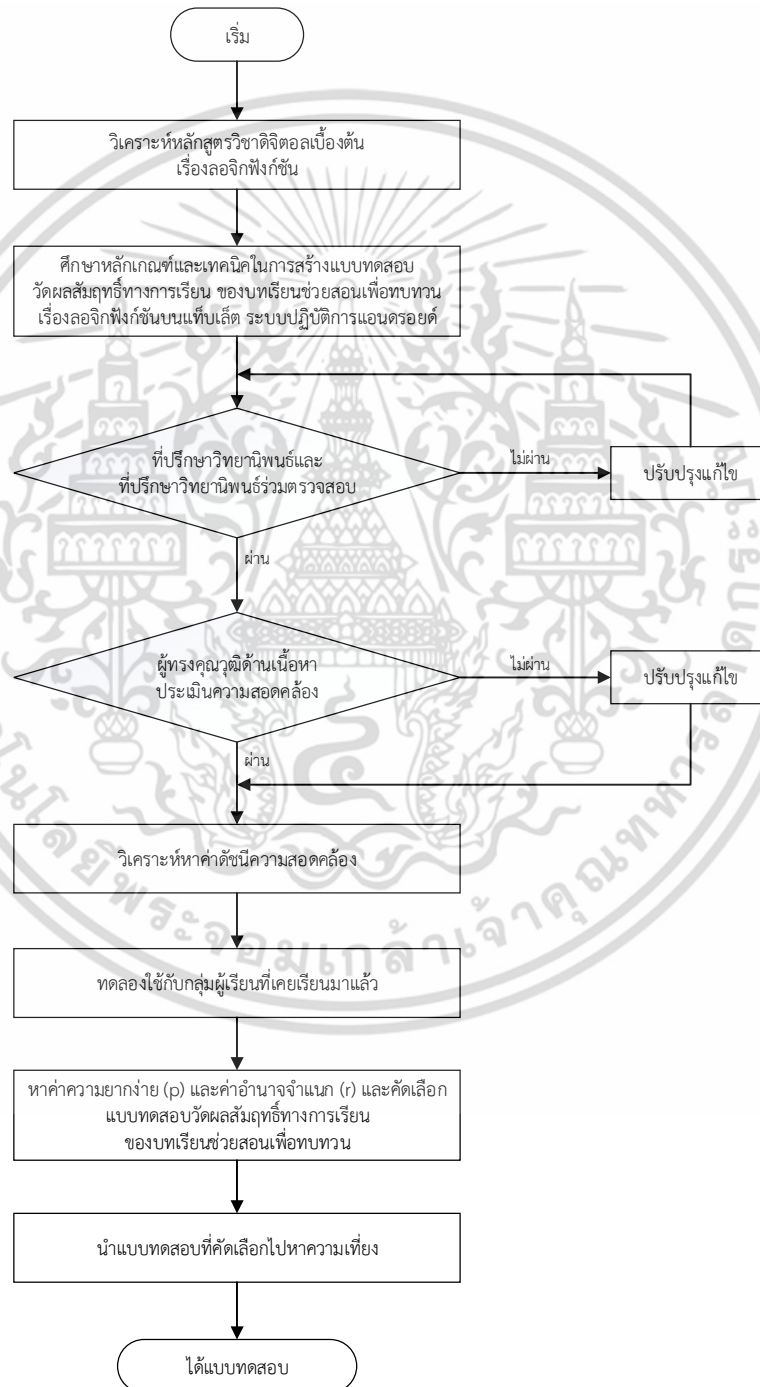 เริ่ม
วิเคราะห์หลักสูตรวิชาดิจิตอลเบื้องต้น
เรื่องลอจิกฟังก์ชัน
ศึกษาหลักเกณฑ์และเทคนิคในการสร้างแบบทดสอบ
วัดผลสัมฤทธิ์ทางการเรียน ของบทเรียนช่วยสอนเพื่อทบทวน
เรื่องลอจิกฟังก์ชันบนแท็บเล็ต ระบบปฏิบัติการแอนดรอยด์
ที่ปรึกษาวิทยานิพนธ์และ
ที่ปรึกษาวิทยานิพนธ์ร่วมตรวจสอบ
ไม่ผ่าน
ปรับปรุงแก้ไข
ผ่าน
ผู้ทรงคุณวุฒิด้านเนื้อหา
ประเมินความสอดคล้อง
ไม่ผ่าน
ปรับปรุงแก้ไข
ผ่าน
วิเคราะห์หาค่าดัชนีความสอดคล้อง
ทดลองใช้กับกลุ่มผู้เรียนที่เคยเรียนมาแล้ว
หาค่าความยากง่าย (p) และค่าอำนาจจำแนก (r) และคัดเลือก
แบบทดสอบวัดผลสัมฤทธิ์ทางการเรียน
ของบทเรียนช่วยสอนเพื่อทบทวน
นำแบบทดสอบที่คัดเลือกไปหาความเที่ยง
ได้แบบทดสอบ